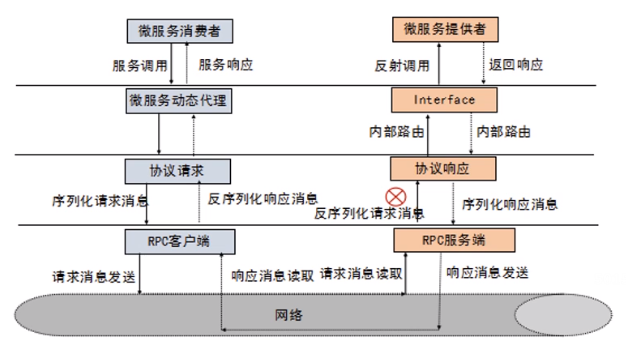 微服务消费者
微服务提供者
服务调用
服务响应
反射调用
返回响应
微服务动态代理
Interface
内部路由
内部路由
协议请求
协议响应
序列化请求消息
反序列化响应消息
反序列化请求消息
序列化响应消息
RPC客户端
RPC服务端
请求消息发送
响应消息读取
请求消息读取
响应消息发送
网络